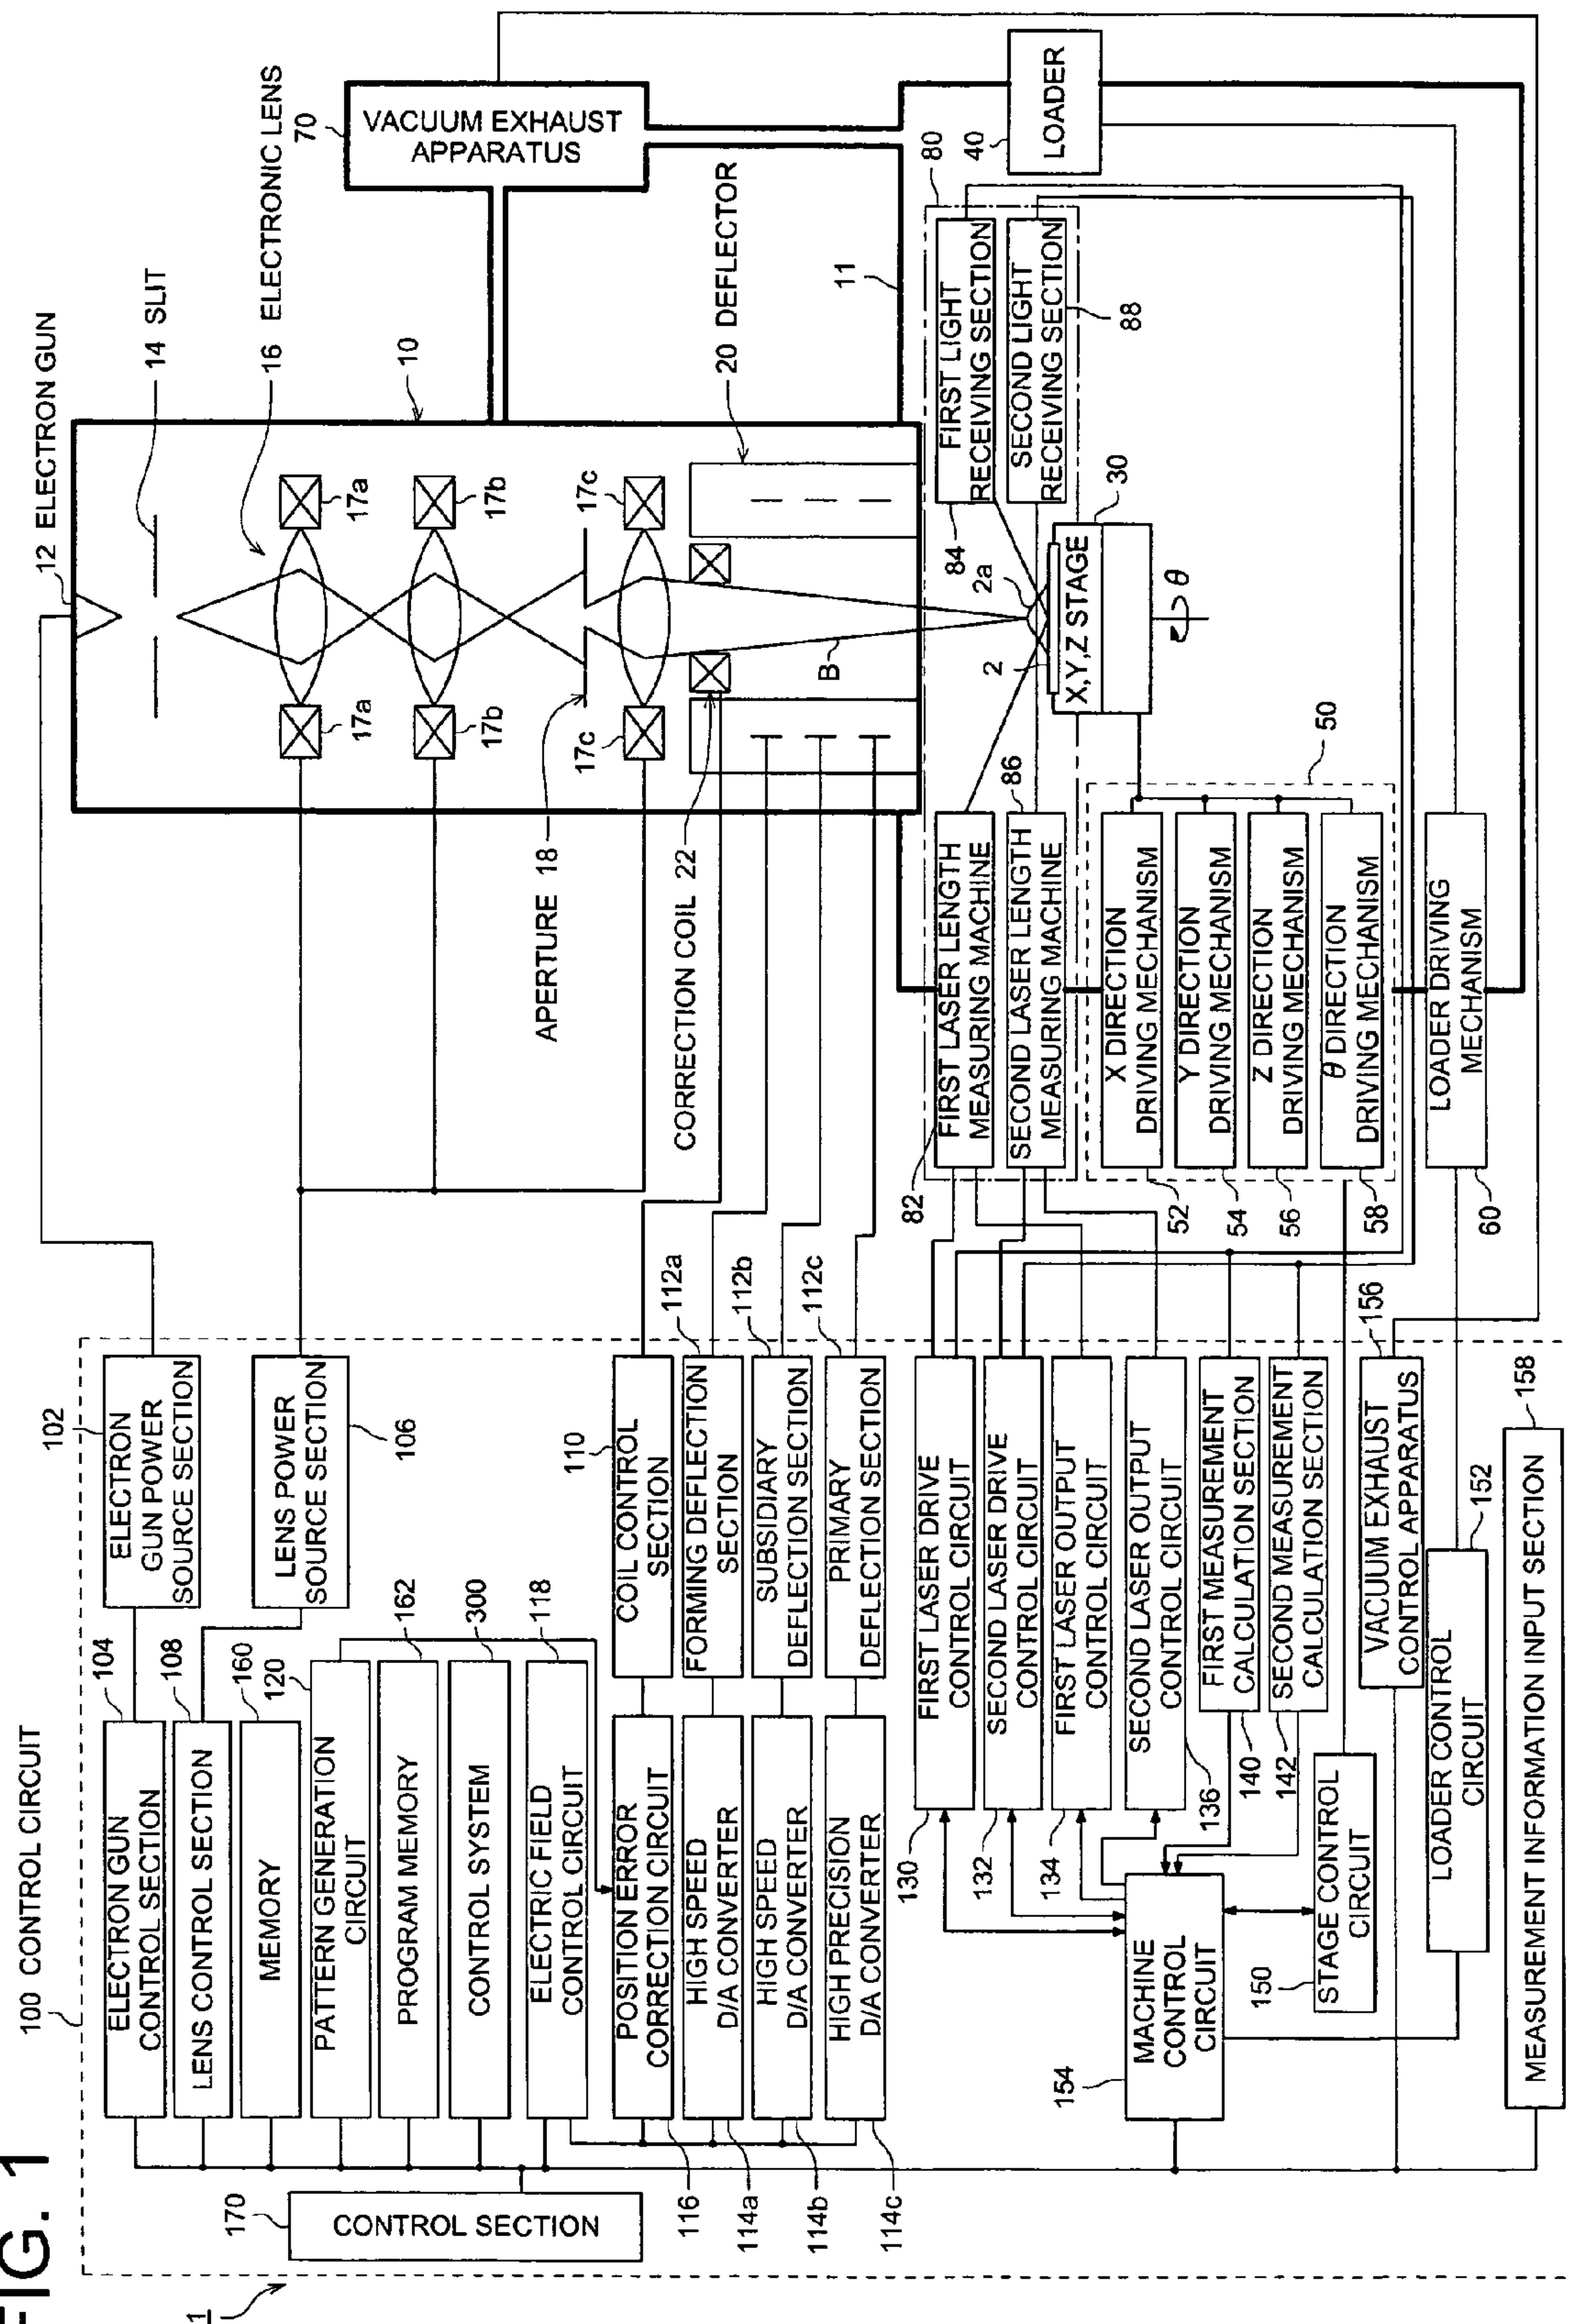 FIG. 1
1
100 CONTROL CIRCUIT
170
CONTROL SECTION
104
ELECTRON GUN
CONTROL SECTION
108
LENS CONTROL SECTION
160
MEMORY
120
PATTERN GENERATION
CIRCUIT
162
PROGRAM MEMORY
300
CONTROL SYSTEM
118
ELECTRIC FIELD
CONTROL CIRCUIT
116
POSITION ERROR
CORRECTION CIRCUIT
114a
HIGH SPEED
D/A CONVERTER
114b
HIGH SPEED
D/A CONVERTER
114c
HIGH PRECISION
D/A CONVERTER
102
ELECTRON
GUN POWER
SOURCE SECTION
106
LENS POWER
SOURCE SECTION
110
COIL CONTROL
SECTION
112a
FORMING DEFLECTION
SECTION
112b
SUBSIDIARY
DEFLECTION SECTION
112c
PRIMARY
DEFLECTION SECTION
130
FIRST LASER DRIVE
CONTROL CIRCUIT
132
SECOND LASER DRIVE
CONTROL CIRCUIT
134
FIRST LASER OUTPUT
CONTROL CIRCUIT
136
SECOND LASER OUTPUT
CONTROL CIRCUIT
140
FIRST MEASUREMENT
CALCULATION SECTION
142
SECOND MEASUREMENT
CALCULATION SECTION
154
MACHINE
CONTROL
CIRCUIT
150
STAGE CONTROL
CIRCUIT
156
VACUUM EXHAUST
CONTROL APPARATUS
152
LOADER CONTROL
CIRCUIT
158
MEASUREMENT INFORMATION INPUT SECTION
12 ELECTRON GUN
14 SLIT
16 ELECTRONIC LENS
10
17a
17a
17b
17b
17c
17c
APERTURE 18
CORRECTION COIL 22
20 DEFLECTOR
B
11
70
VACUUM EXHAUST
APPARATUS
40
LOADER
80
82
FIRST LASER LENGTH
MEASURING MACHINE
86
SECOND LASER LENGTH
MEASURING MACHINE
84
FIRST LIGHT
RECEIVING SECTION
88
SECOND LIGHT
RECEIVING SECTION
2
2a
30
X,Y,Z STAGE
θ
50
52
X DIRECTION
DRIVING MECHANISM
54
Y DIRECTION
DRIVING MECHANISM
56
Z DIRECTION
DRIVING MECHANISM
58
θ DIRECTION
DRIVING MECHANISM
60
LOADER DRIVING
MECHANISM